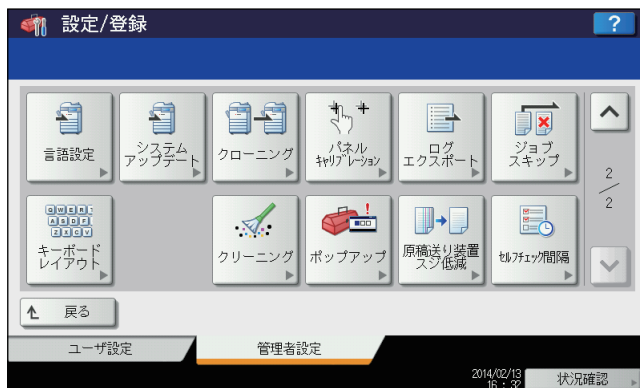 設定/登録
?
言語設定
システム
アップデート
クローニング
パネル
キャリブレーション
ログ
エクスポート
ジョブ
スキップ
2
2
Q W E R T
A S D F
Z X C V
キーボード
レイアウト
クリーニング
ポップアップ
原稿送り装置
スジ低減
セルフチェック間隔
戻る
ユーザ設定
管理者設定
2014/02/13
16 : 32
状況確認